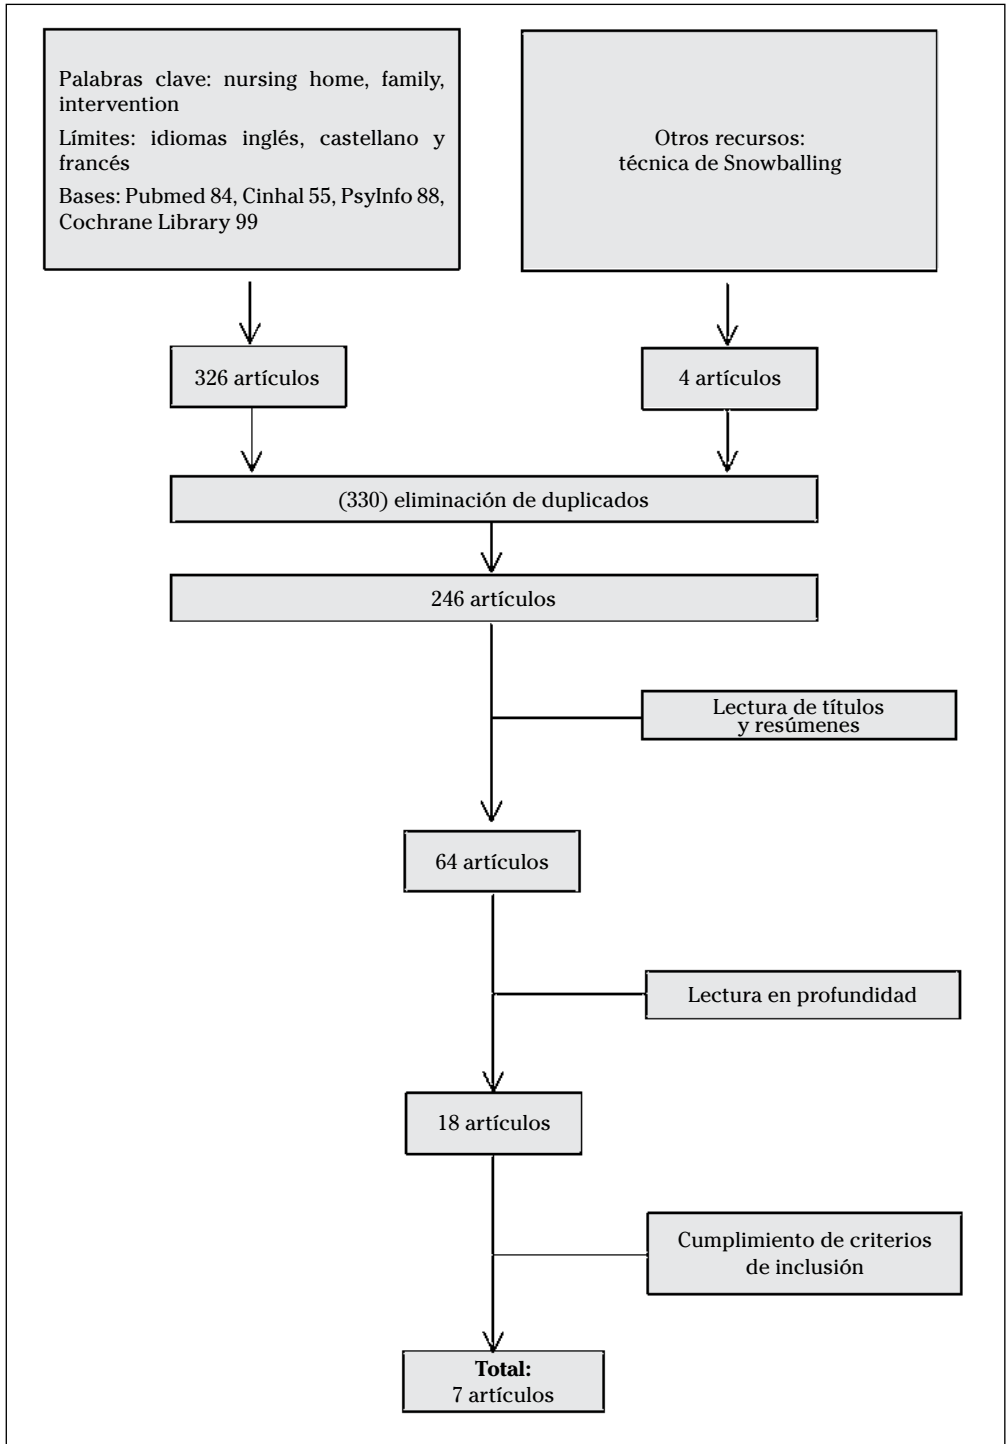 Palabras clave: nursing home, family,
intervention
Límites: idiomas inglés, castellano y
francés
Bases: Pubmed 84, Cinhal 55, PsyInfo 88,
Cochrane Library 99
Otros recursos:
técnica de Snowballing
326 artículos
4 artículos
(330) eliminación de duplicados
246 artículos
Lectura de títulos
y resúmenes
64 artículos
Lectura en profundidad
18 artículos
Cumplimiento de criterios
de inclusión
Total:
7 artículos